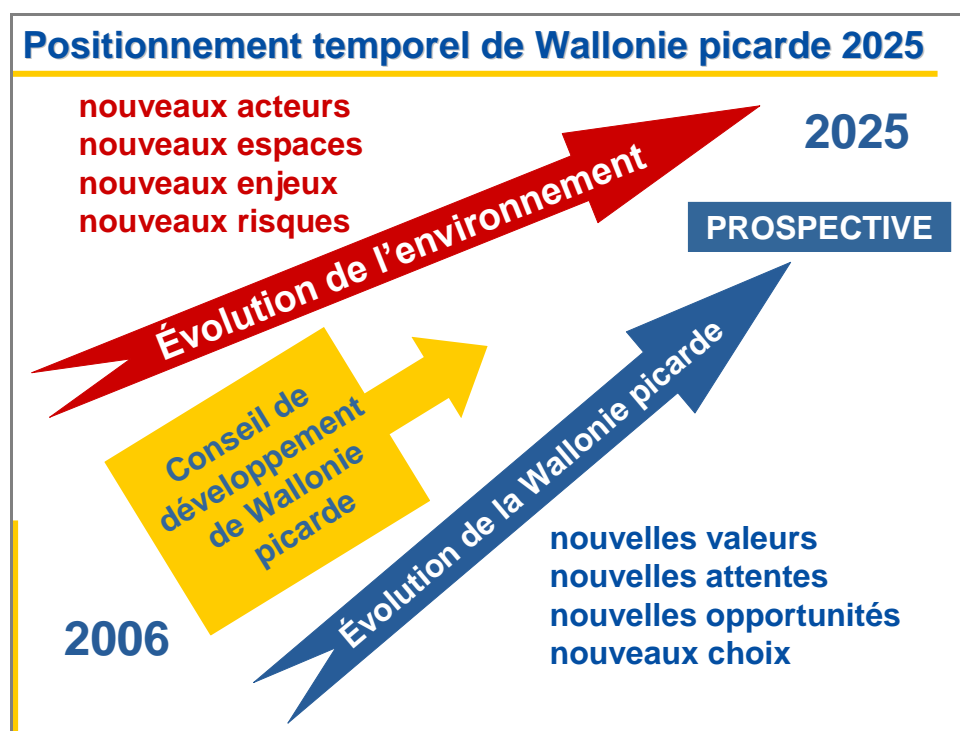 Positionnement temporel de Wallonie picarde 2025
nouveaux acteurs
nouveaux espaces
nouveaux enjeux
nouveaux risques
Évolution de l’environnement
2025
PROSPECTIVE
Conseil de
développement
de Wallonie
picarde
Évolution de la Wallonie picarde
2006
nouvelles valeurs
nouvelles attentes
nouvelles opportunités
nouveaux choix